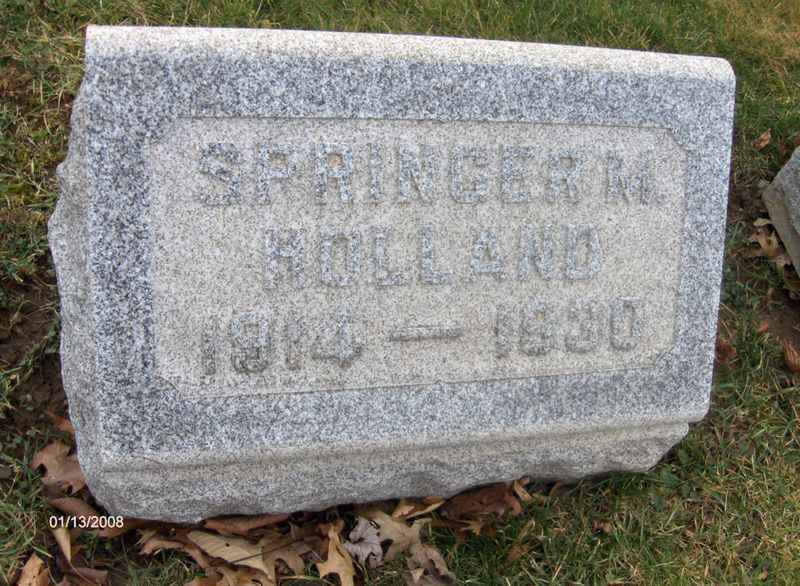 SPRINGER M.
HOLLAND
1914 — 1930
01/13/2008